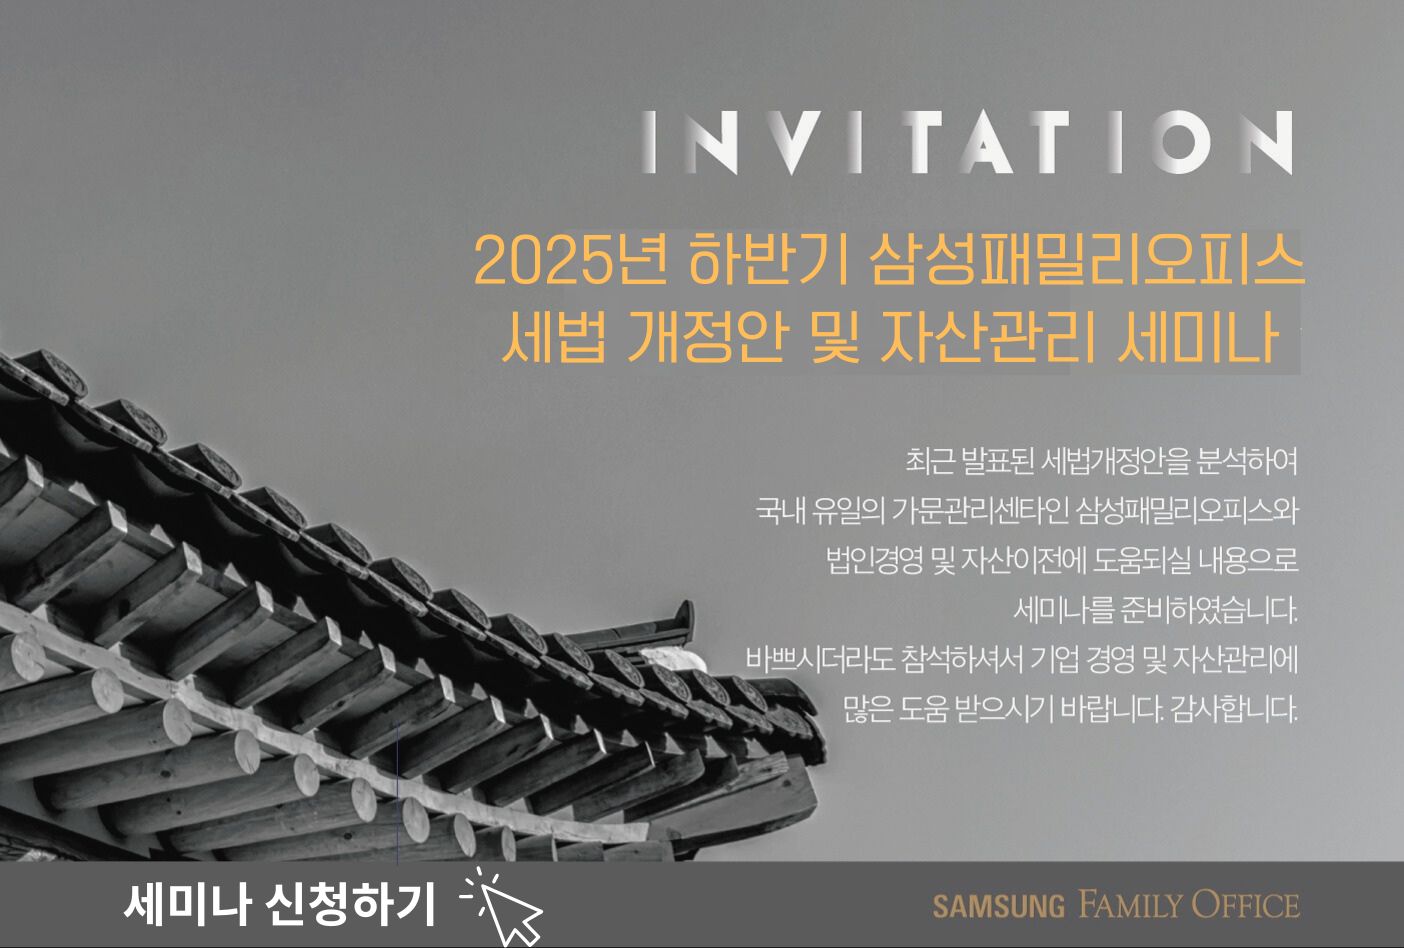 INVITATION
2025년 하반기 삼성패밀리오피스
세법 개정안 및 자산관리 세미나
최근 발표된 세법개정안을 분석하여
국내 유일의 가문관리센타인 삼성패밀리오피스와
법인경영 및 자산이전에 도움되실 내용으로
세미나를 준비하였습니다.
바쁘시더라도 참석하셔서 기업 경영 및 자산관리에
많은 도움 받으시기 바랍니다. 감사합니다.
세미나 신청하기
SAMSUNG FAMILY OFFICE